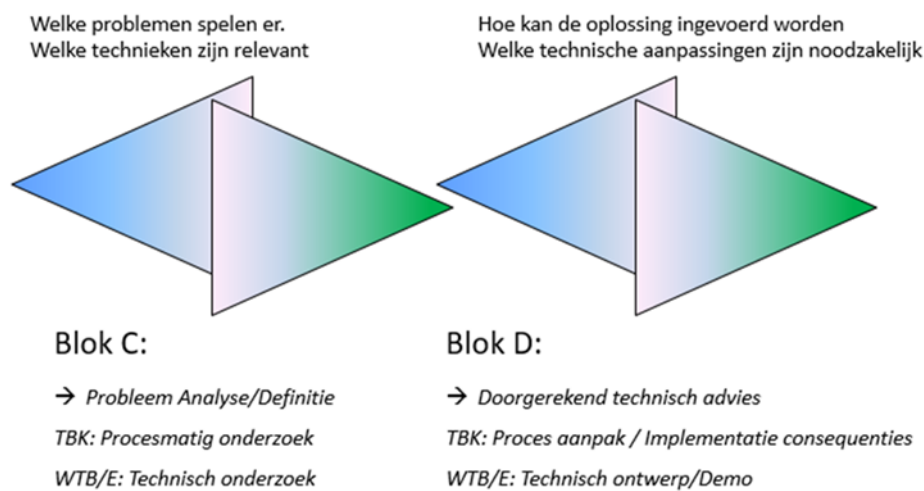 Welke problemen spelen er.
Welke technieken zijn relevant
Hoe kan de oplossing ingevoerd worden
Welke technische aanpassingen zijn noodzakelijk
Blok C:
→ Probleem Analyse/Definitie
TBK: Procesmatig onderzoek
WTB/E: Technisch onderzoek
Blok D:
→ Doorgerekend technisch advies
TBK: Proces aanpak / Implementatie consequenties
WTB/E: Technisch ontwerp/Demo